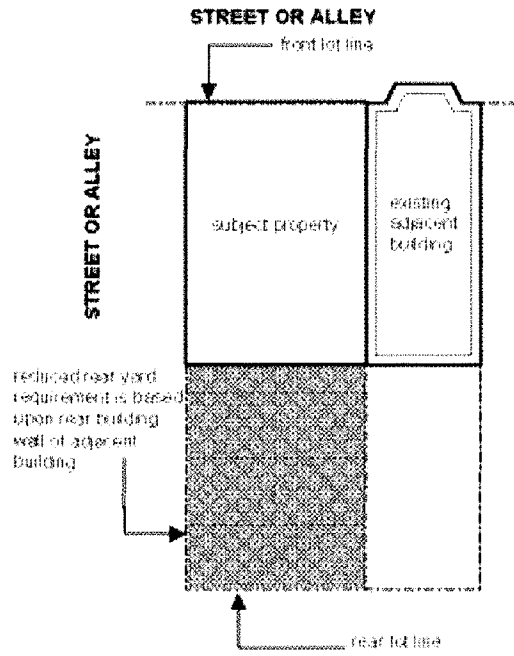 STREET OR ALLEY
front lot line
STREET OR ALLEY
subject property
existing
adjacent
building
reduced rear yard
requirement is based
upon rear building
wall of adjacent
building
rear lot line